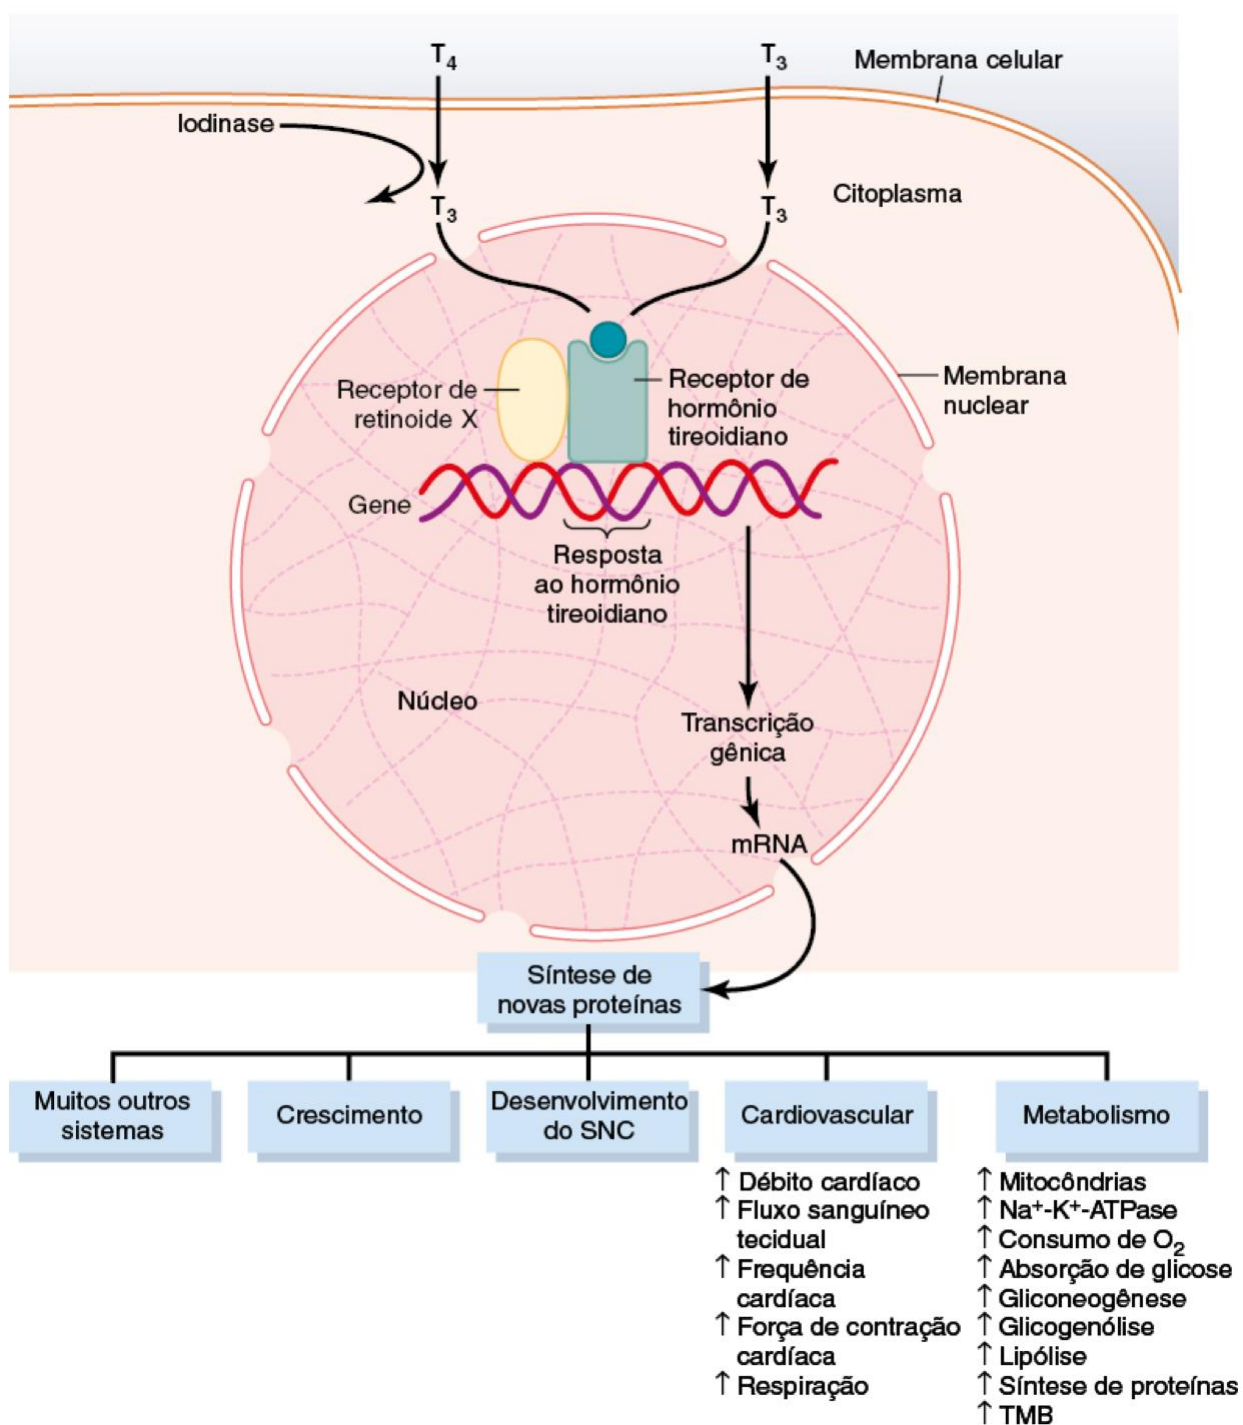 T₄
T₃
Membrana celular
Iodinase
T₃
T₃
Citoplasma
Receptor de
retinoide X
Receptor de
hormônio
tireoidiano
Membrana
nuclear
Gene
Resposta
ao hormônio
tireoidiano
Núcleo
Transcrição
gênica
mRNA
Síntese de
novas proteínas
Muitos outros
sistemas
Crescimento
Desenvolvimento
do SNC
Cardiovascular
↑ Débito cardíaco
↑ Fluxo sanguíneo
tecidual
↑ Frequência
cardíaca
↑ Força de contração
cardíaca
↑ Respiração
Metabolismo
↑ Mitocôndrias
↑ Na⁺-K⁺-ATPase
↑ Consumo de O₂
↑ Absorção de glicose
↑ Gliconeogênese
↑ Glicogenólise
↑ Lipólise
↑ Síntese de proteínas
↑ TMB